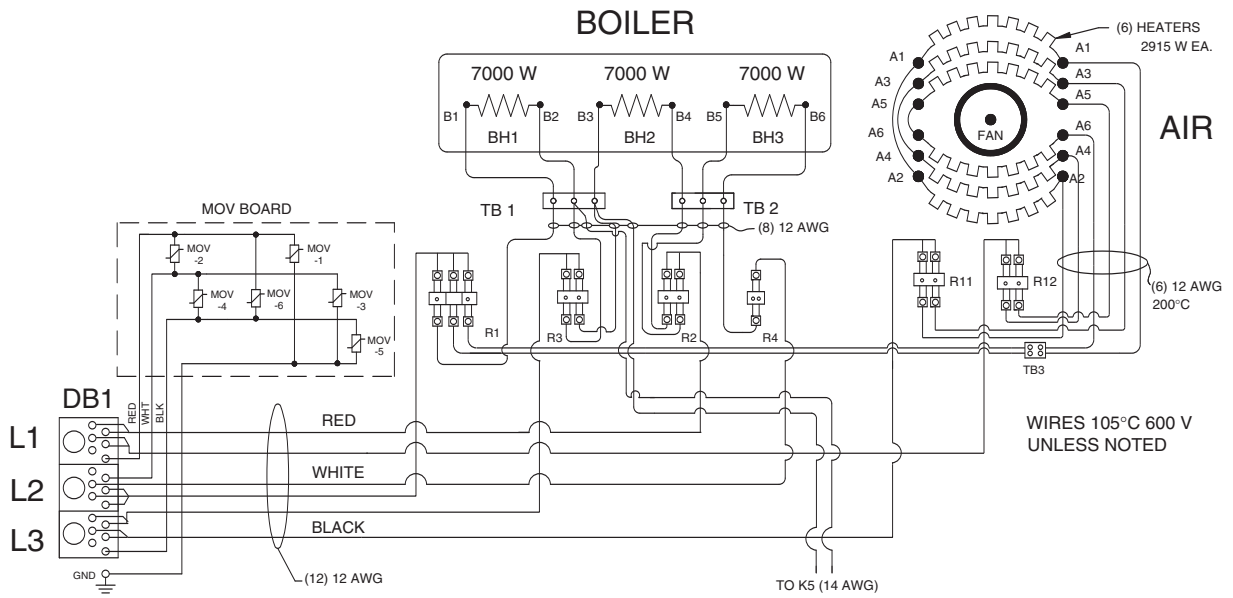 BOILER
(6) HEATERS
2915 W EA.
7000 W 7000 W 7000 W
B1 B2 B3 B4 B5 B6
BH1 BH2 BH3
A1 A1
A3 A3
A5 A5
FAN
AIR
A6 A6
A4 A4
A2 A2
TB 1 TB 2
(8) 12 AWG
MOV BOARD
MOV
-2
MOV
-1
MOV
-4
MOV
-6
MOV
-3
MOV
-5
R1 R3 R2 R4 R11 R12
(6) 12 AWG
200°C
TB3
DB1
RED
WHT
BLK
L1
RED
L2
WHITE
L3
BLACK
WIRES 105°C 600 V
UNLESS NOTED
GND
(12) 12 AWG
TO K5 (14 AWG)